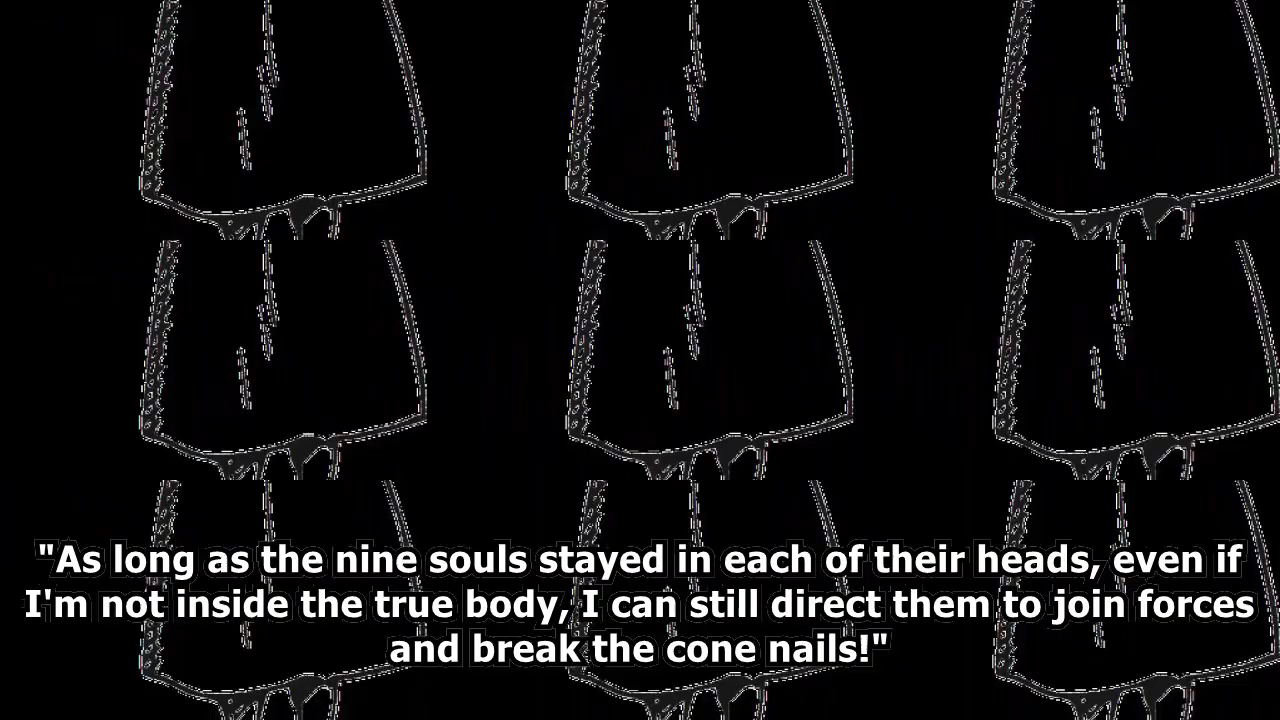 "As long as the nine souls stayed in each of their heads, even if
I'm not inside the true body, I can still direct them to join forces
and break the cone nails!"